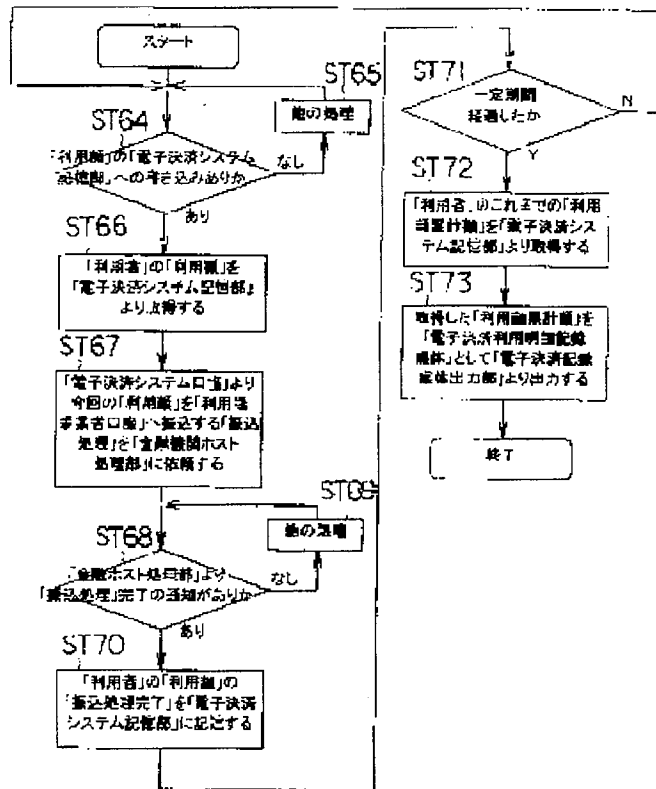 スタート
ST65
他の処理
ST64
「利用額」の「電子決済システム
記憶部」への書き込みありか
なし
あり
ST66
「利用者」の「利用額」を
「電子決済システム記憶部」
より取得する
ST67
「電子決済システム口座」より
今回の「利用額」を「利用
事業者口座」へ振込する「振込
処理」を「金融機関ホスト
処理部」に依頼する
他の処理
ST68
「金融ホスト処理部」より
「振込処理」完了の通知がありか
なし
あり
ST70
「利用者」の「利用額」の
「振込処理完了」を「電子決済
システム記憶部」に記憶する
ST71
一定期間
経過したか
N
Y
ST72
「利用者」のこれまでの「利用
額累計額」を「電子決済シス
テム記憶部」より取得する
ST73
取得した「利用額累計額」を
「電子決済利用明細記録
媒体」として「電子決済記録
媒体出力部」より出力する
終了